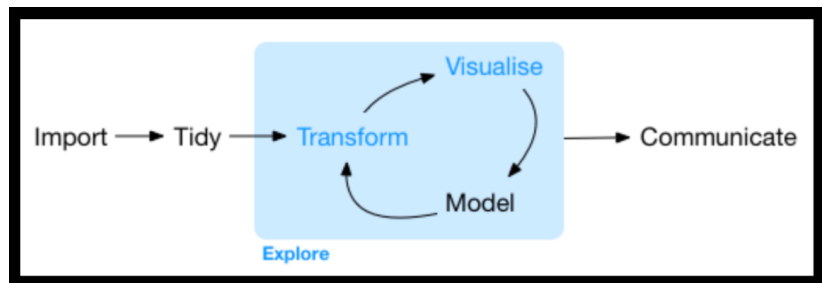 Visualise
Import
Tidy
Transform
Communicate
Model
Explore